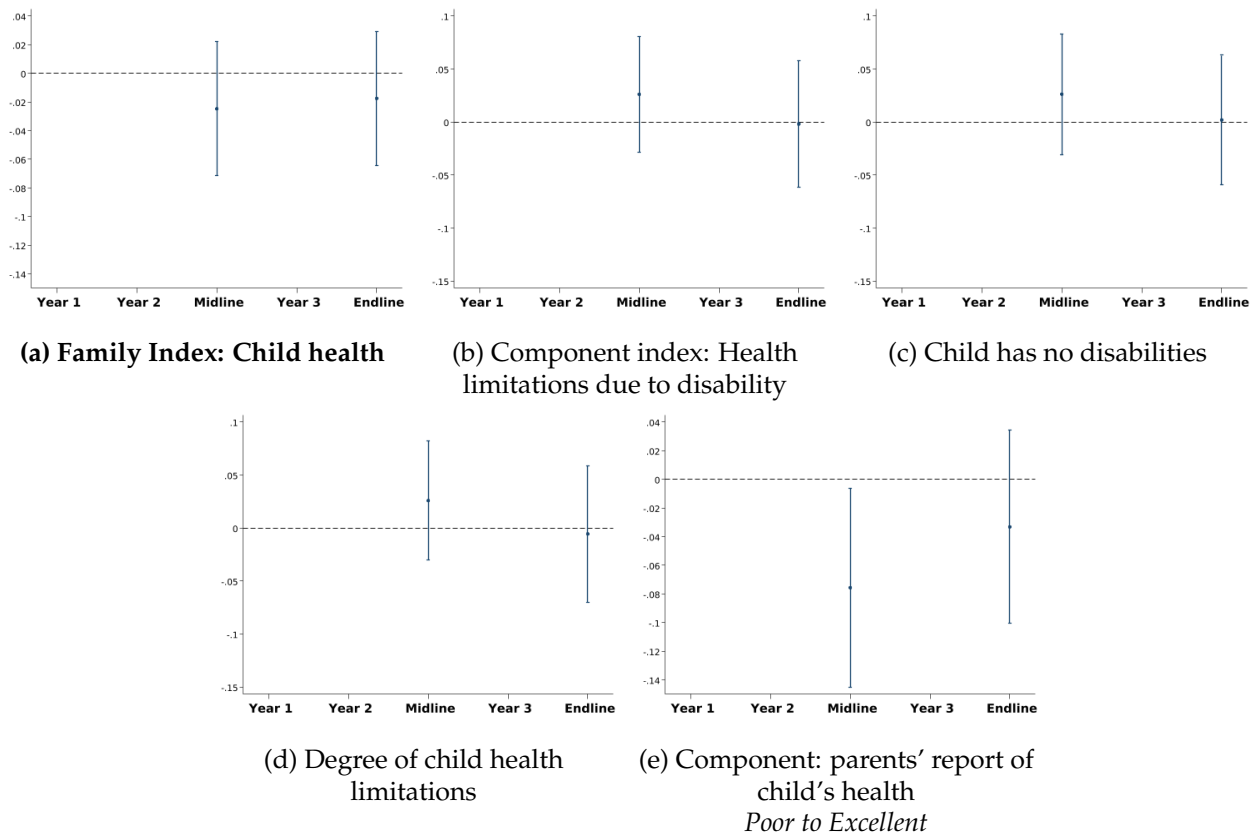 .04
.02
0
-.02
-.04
-.06
-.08
-.1
-.12
-.14
Year 1 Year 2 Midline Year 3 Endline
(a) Family Index: Child health
.1
.05
0
-.05
-.1
-.15
Year 1 Year 2 Midline Year 3 Endline
(b) Component index: Health
limitations due to disability
.1
.05
0
-.05
-.1
-.15
Year 1 Year 2 Midline Year 3 Endline
(c) Child has no disabilities
.1
.05
0
-.05
-.1
-.15
Year 1 Year 2 Midline Year 3 Endline
(d) Degree of child health
limitations
.04
.02
0
-.02
-.04
-.06
-.08
-.1
-.12
-.14
Year 1 Year 2 Midline Year 3 Endline
(e) Component: parents’ report of
child’s health
Poor to Excellent